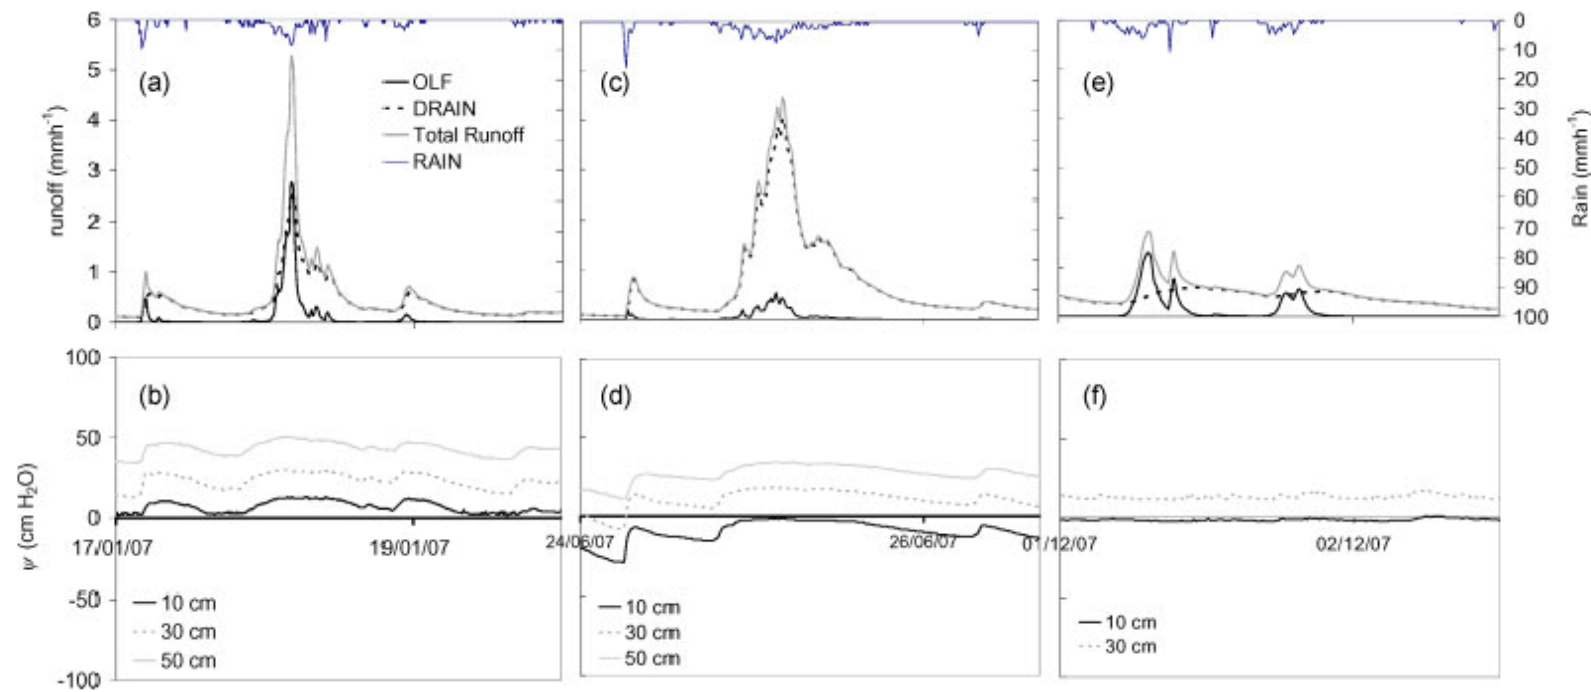 6
5
4
3
2
1
0
runoff (mmh-1)
(a)
OLF
DRAIN
Total Runoff
RAIN
(c)
(e)
0
10
20
30
40
50
60
70
80
90
100
Rain (mmh-1)
100
50
0
-50
-100
ψ (cm H2O)
(b)
17/01/07
19/01/07
10 cm
30 cm
50 cm
(d)
24/06/07
26/06/07
10 cm
30 cm
50 cm
(f)
01/12/07
02/12/07
10 cm
30 cm